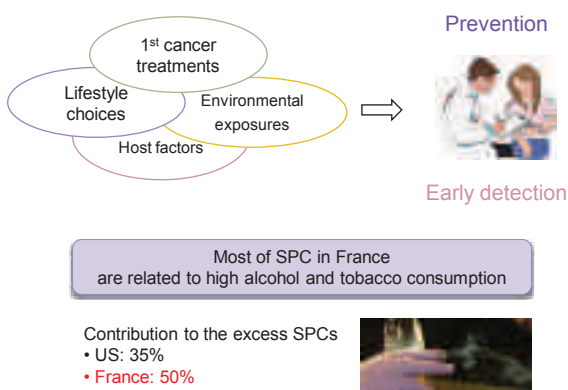 Prevention
1st cancer
treatments
Lifestyle
choices
Environmental
exposures
Host factors
Early detection
Most of SPC in France
are related to high alcohol and tobacco consumption
Contribution to the excess SPCs
• US: 35%
• France: 50%